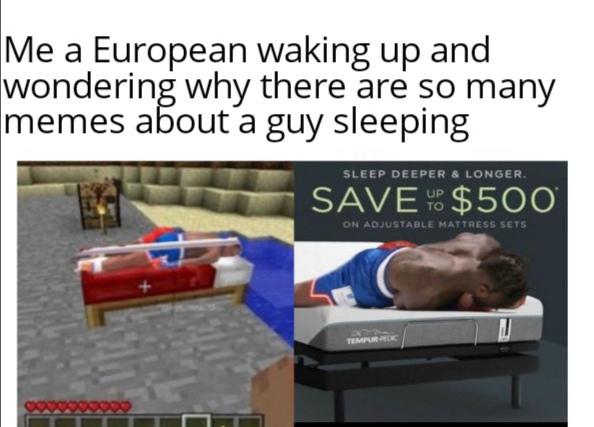 Me a European waking up and
wondering why there are so many
memes about a guy sleeping
SLEEP DEEPER & LONGER.
SAVE UP TO $500*
ON ADJUSTABLE MATTRESS SETS
TEMPUR-PEDIC